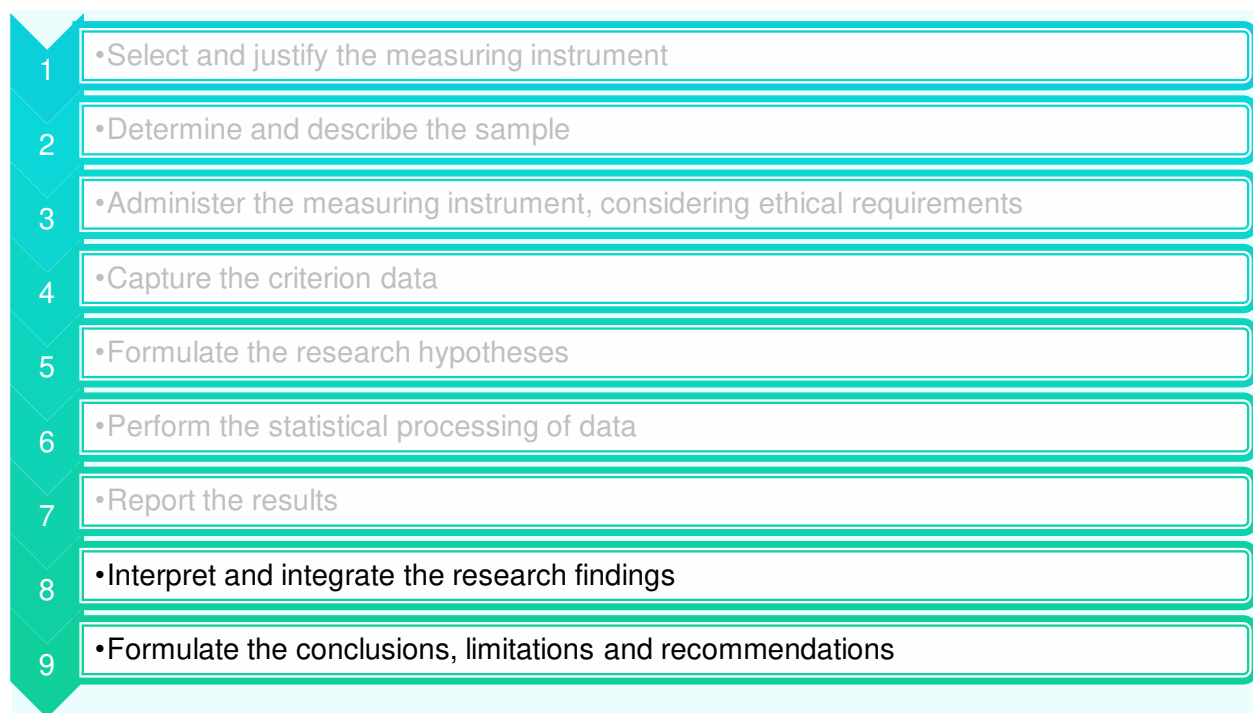 1 •Select and justify the measuring instrument
2 •Determine and describe the sample
3 •Administer the measuring instrument, considering ethical requirements
4 •Capture the criterion data
5 •Formulate the research hypotheses
6 •Perform the statistical processing of data
7 •Report the results
8 •Interpret and integrate the research findings
9 •Formulate the conclusions, limitations and recommendations